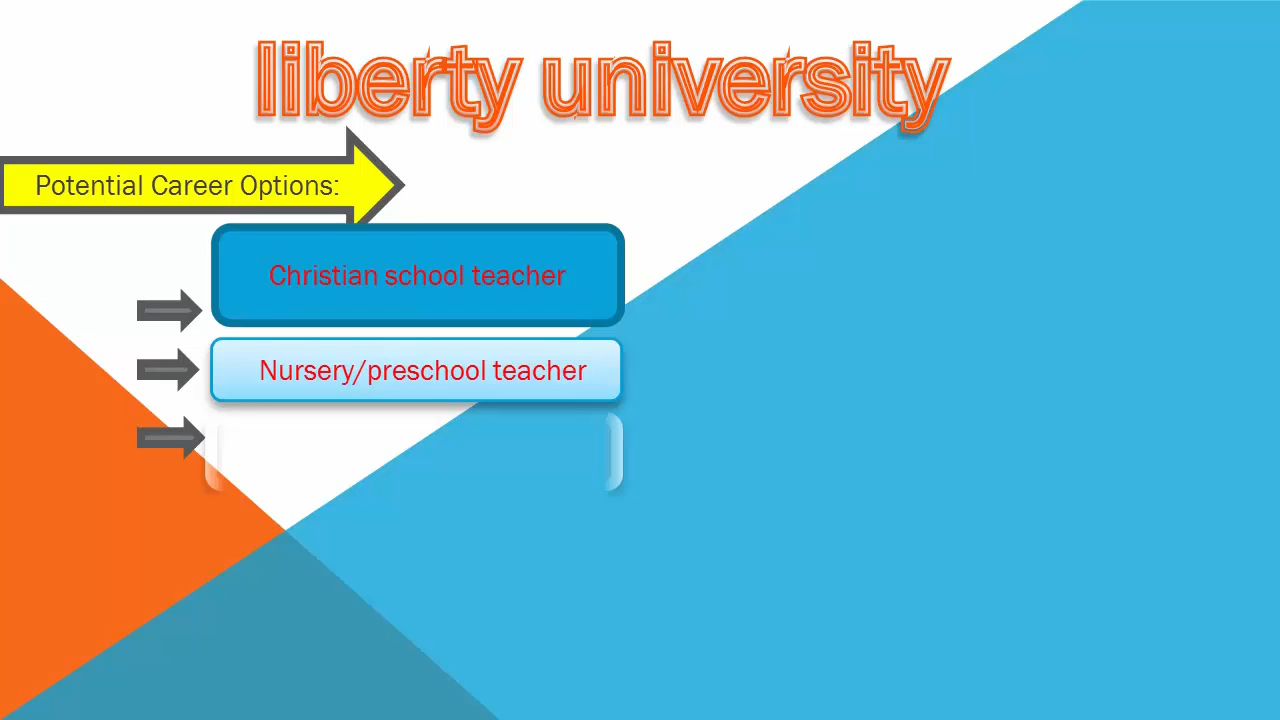 liberty university
Potential Career Options:
Christian school teacher
Nursery/preschool teacher